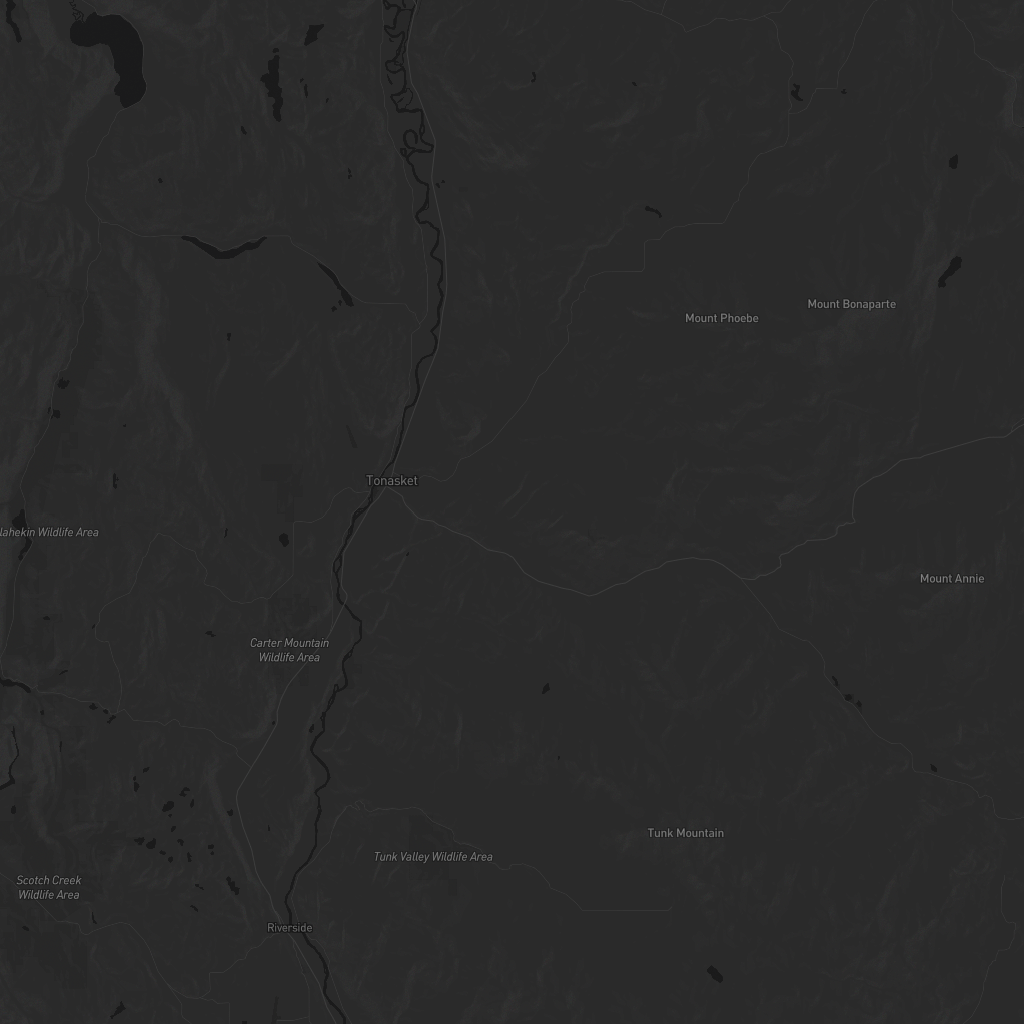 Mount Bonaparte
Mount Phoebe
Tonasket
Wildlife Area
Mount Annie
Carter Mountain
Wildlife Area
Tunk Mountain
Tunk Valley Wildlife Area
Scotch Creek
Wildlife Area
Riverside